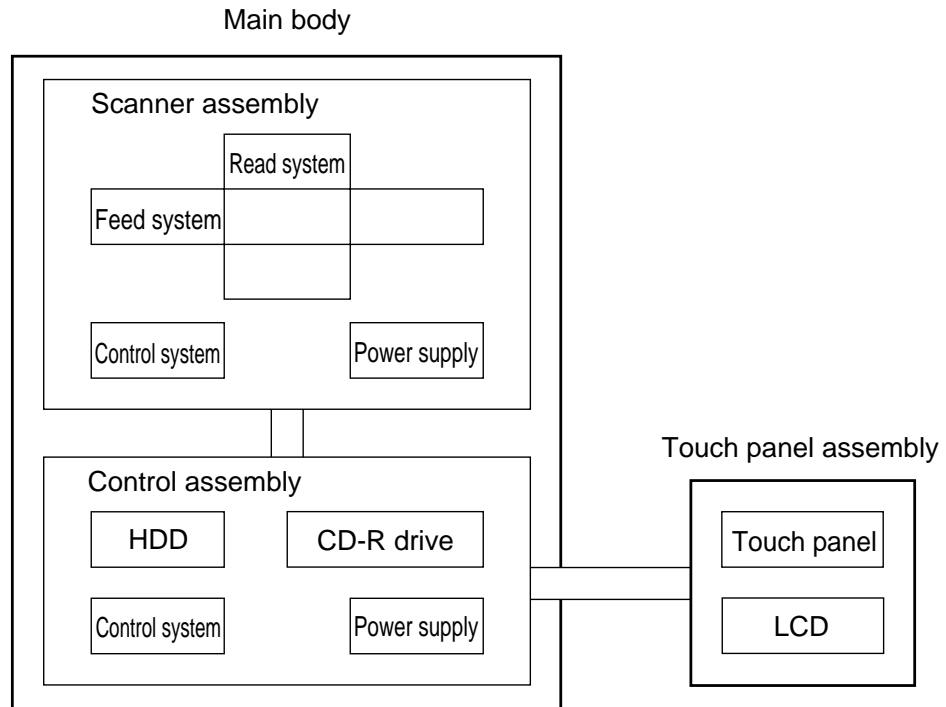 Main body
Scanner assembly
Read system
Feed system
Control system
Power supply
Control assembly
HDD
CD-R drive
Control system
Power supply
Touch panel assembly
Touch panel
LCD